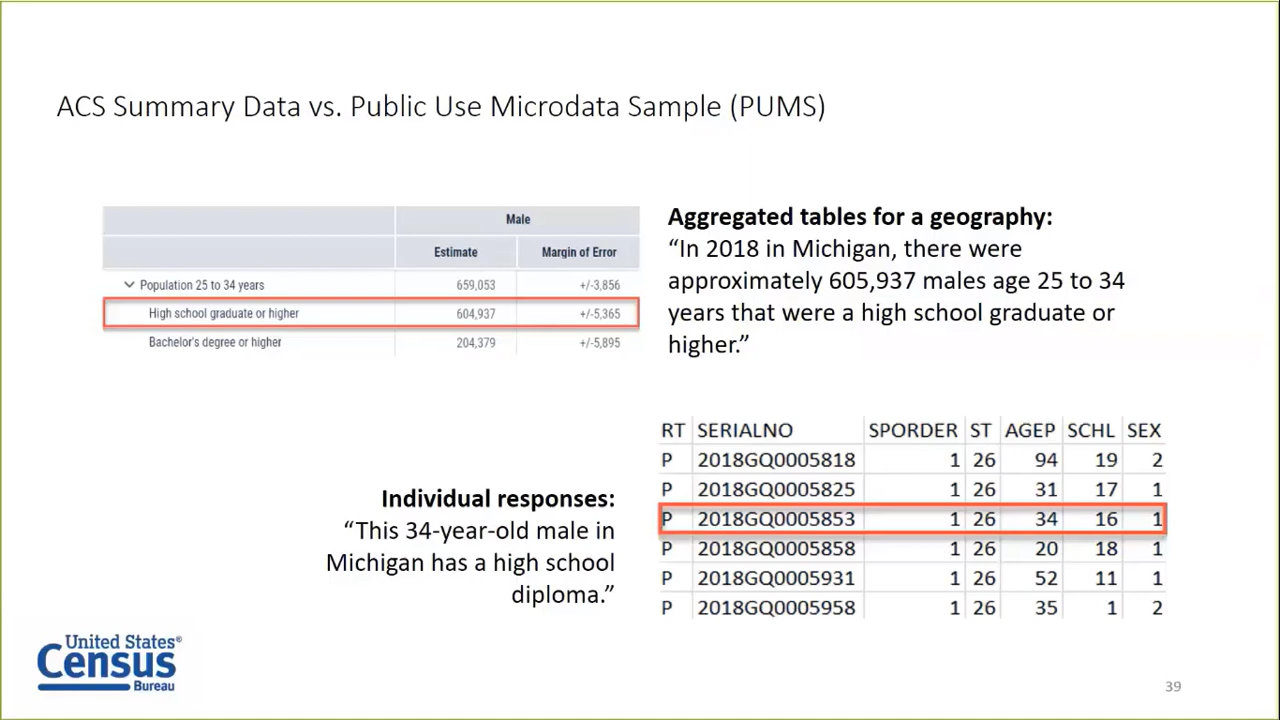 ACS Summary Data vs. Public Use Microdata Sample (PUMS)
Male
Estimate Margin of Error
Population 25 to 34 years 659,053 +/-3,856
High school graduate or higher 604,937 +/-5,365
Bachelor's degree or higher 204,379 +/-5,895
Aggregated tables for a geography:
“In 2018 in Michigan, there were
approximately 605,937 males age 25 to 34
years that were a high school graduate or
higher.”
Individual responses:
“This 34-year-old male in
Michigan has a high school
diploma.”
RT SERIALNO SPORDER ST AGEP SCHL SEX
P 2018GQ0005818 1 26 94 19 2
P 2018GQ0005825 1 26 31 17 1
P 2018GQ0005853 1 26 34 16 1
P 2018GQ0005858 1 26 20 18 1
P 2018GQ0005931 1 26 52 11 1
P 2018GQ0005958 1 26 35 1 2
United States®
Census
Bureau
39